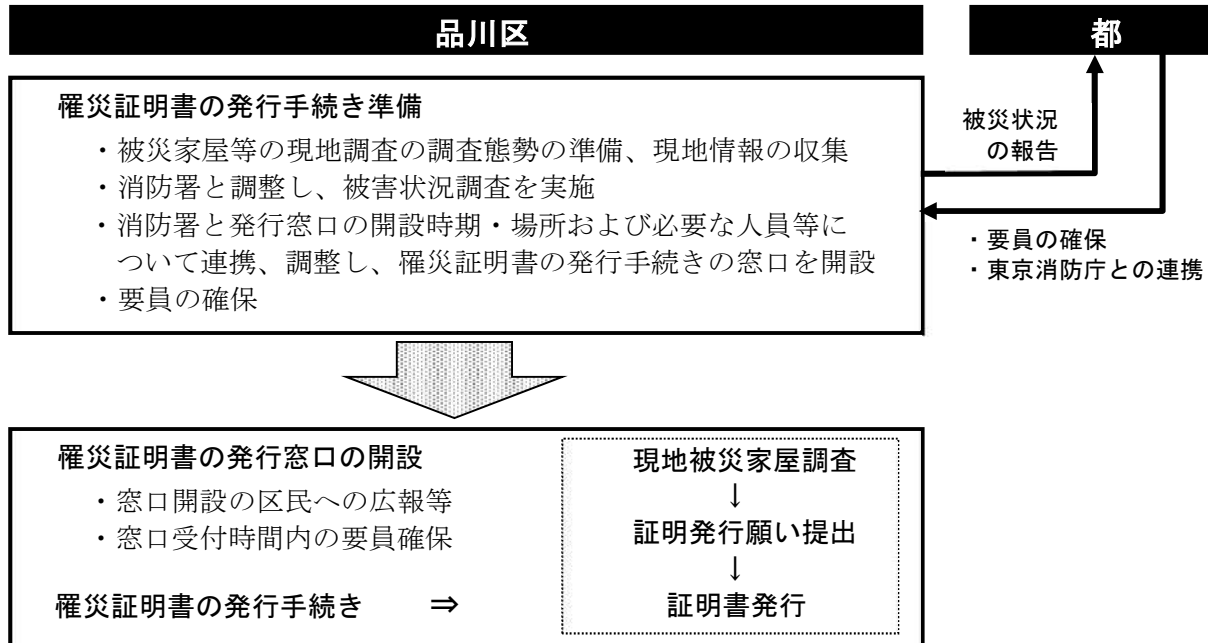 品川区
都
罹災証明書の発行手続き準備
・被災家屋等の現地調査の調査態勢の準備、現地情報の収集
・消防署と調整し、被害状況調査を実施
・消防署と発行窓口の開設時期・場所および必要な人員等に
ついて連携、調整し、罹災証明書の発行手続きの窓口を開設
・要員の確保
被災状況
の報告
・要員の確保
・東京消防庁との連携
罹災証明書の発行窓口の開設
・窓口開設の区民への広報等
・窓口受付時間内の要員確保
罹災証明書の発行手続き ⇒
現地被災家屋調査
↓
証明発行願い提出
↓
証明書発行